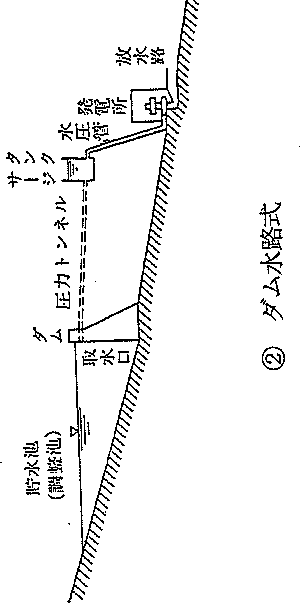 貯水池
(調整池)
ダム
取水口
圧力トンネル
サージ
タンク
水圧管
発電所
放水路
② ダム水路式